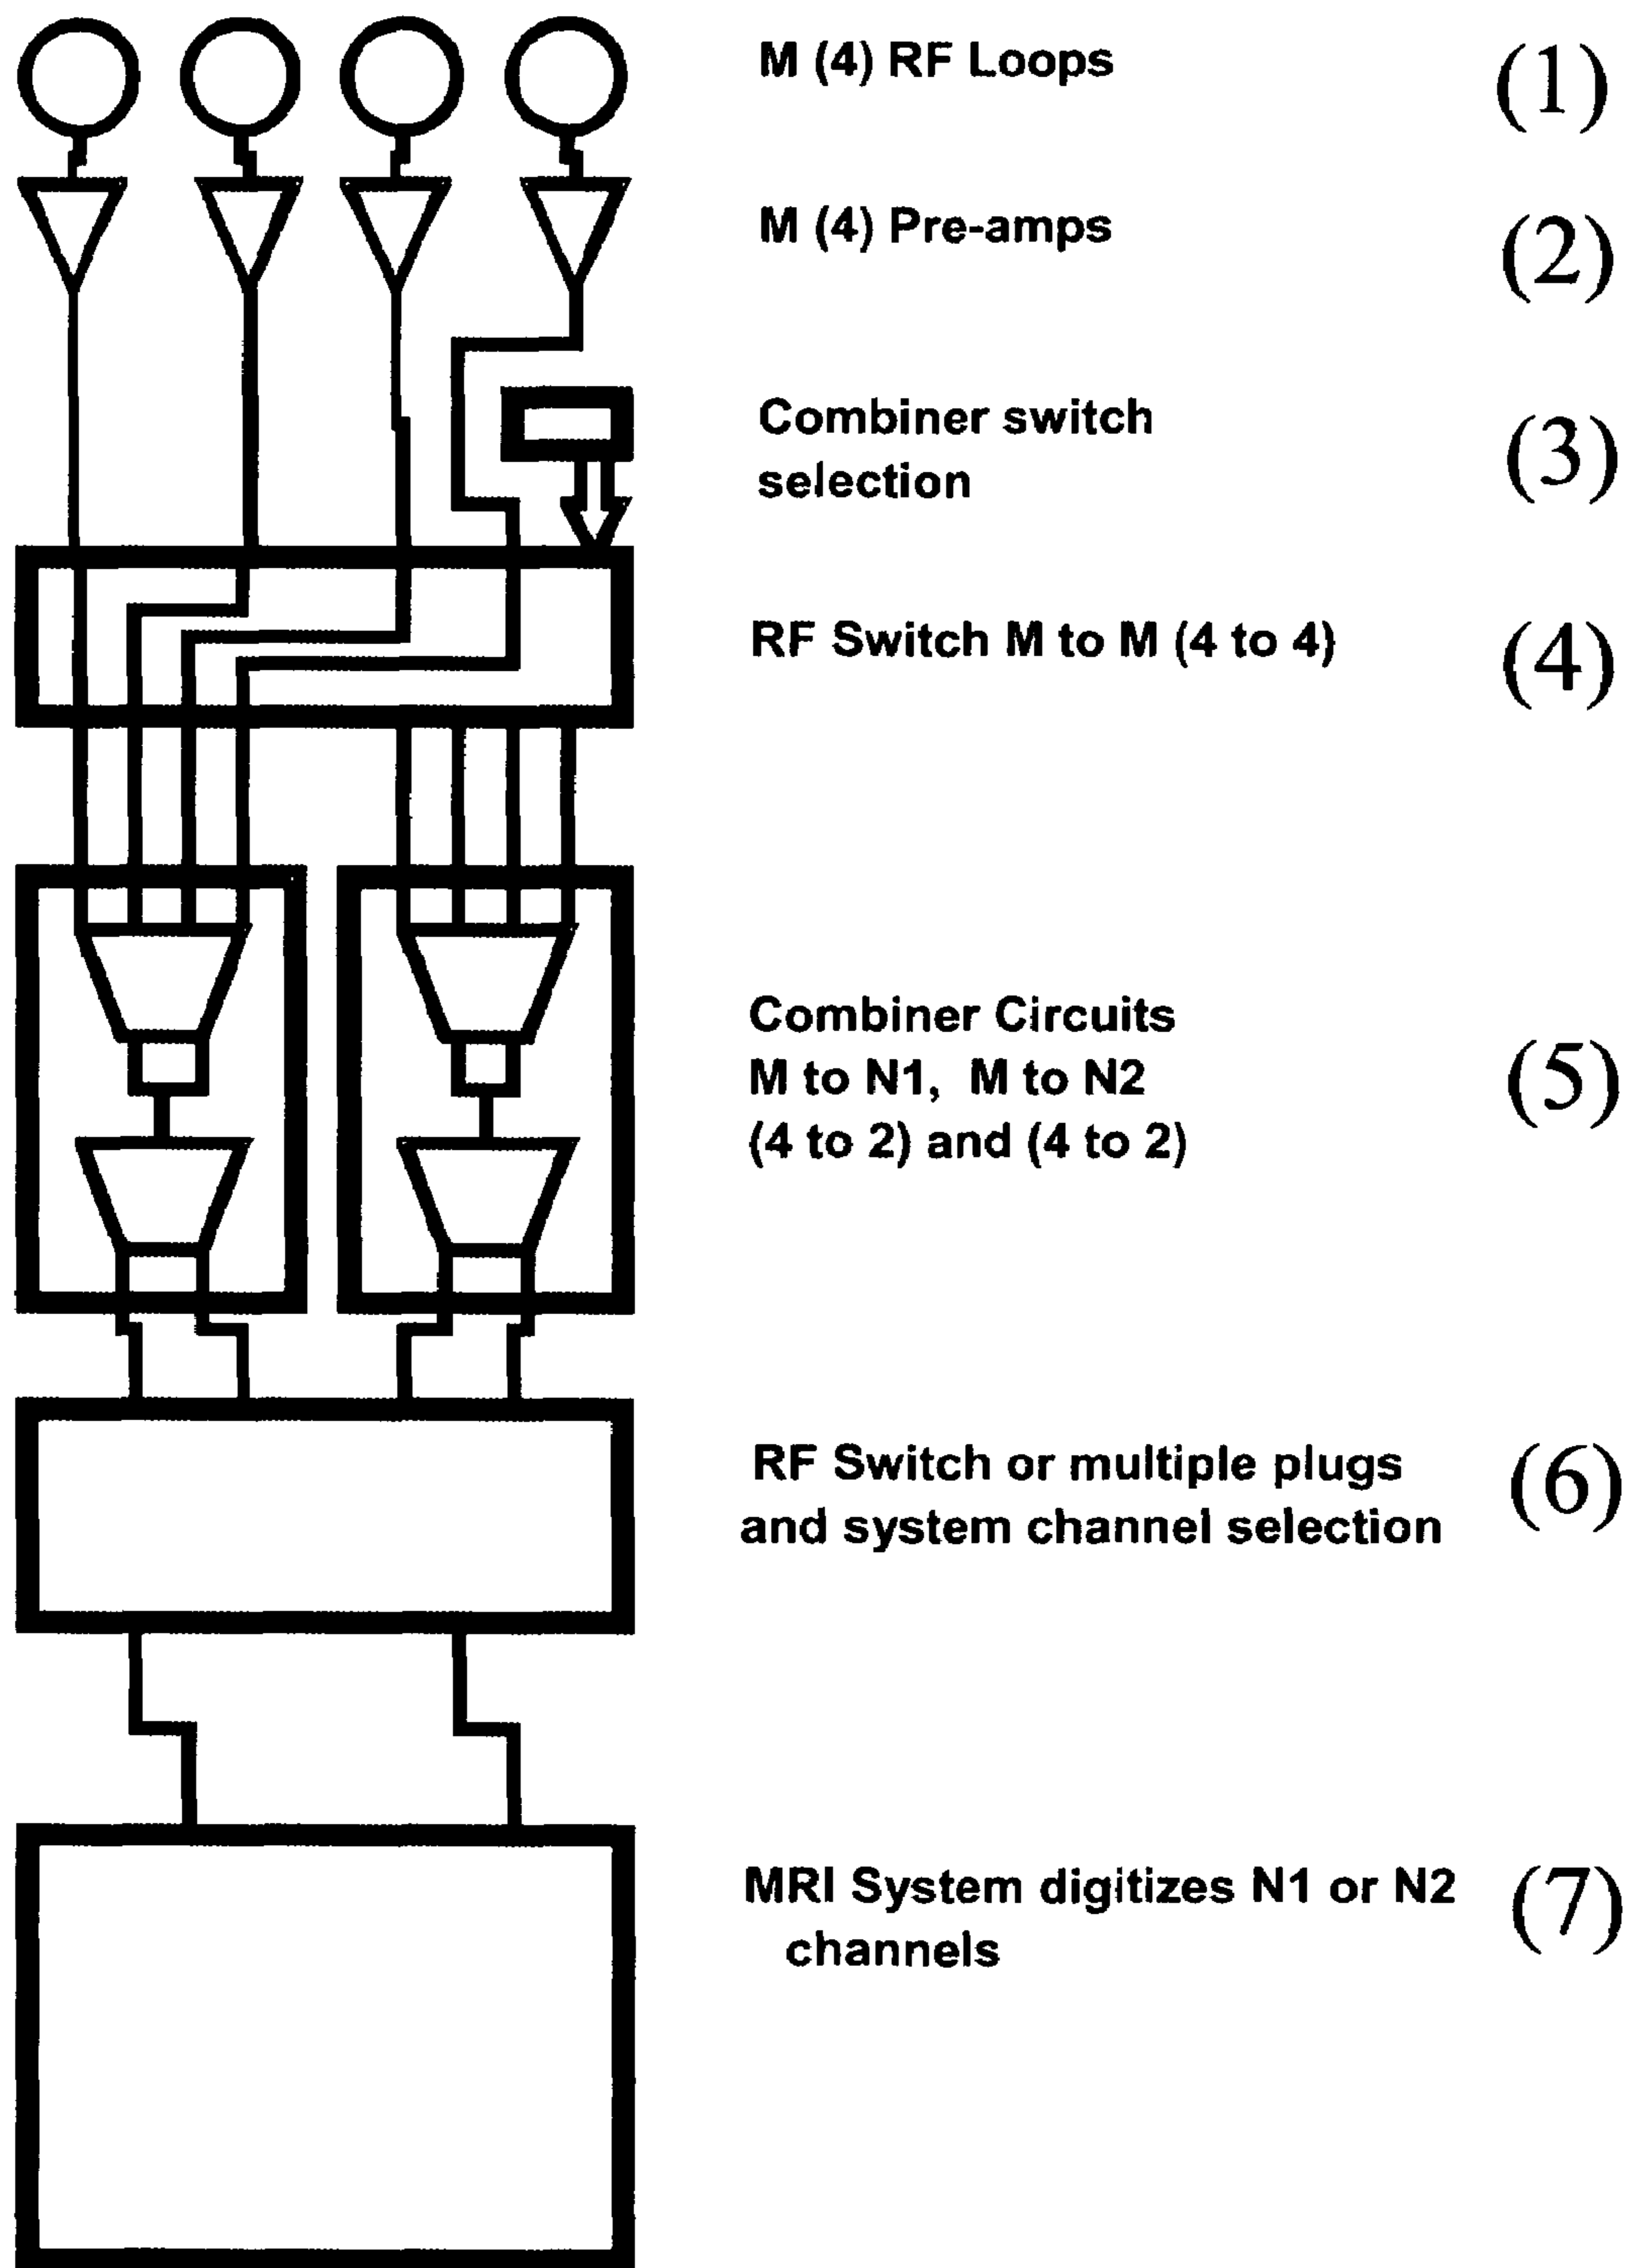 M (4) RF Loops (1)
M (4) Pre-amps (2)
Combiner switch
selection (3)
RF Switch M to M (4 to 4) (4)
Combiner Circuits
M to N1, M to N2 (5)
(4 to 2) and (4 to 2)
RF Switch or multiple plugs (6)
and system channel selection
MRI System digitizes N1 or N2 (7)
channels